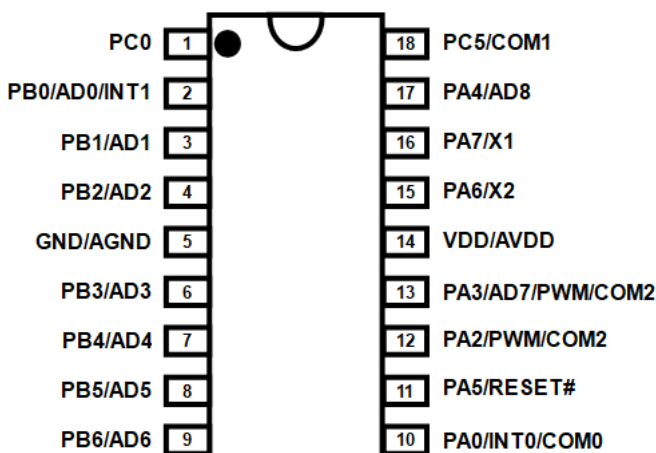 PC0 1 18 PC5/COM1
PB0/AD0/INT1 2 17 PA4/AD8
PB1/AD1 3 16 PA7/X1
PB2/AD2 4 15 PA6/X2
GND/AGND 5 14 VDD/AVDD
PB3/AD3 6 13 PA3/AD7/PWM/COM2
PB4/AD4 7 12 PA2/PWM/COM2
PB5/AD5 8 11 PA5/RESET#
PB6/AD6 9 10 PA0/INT0/COM0